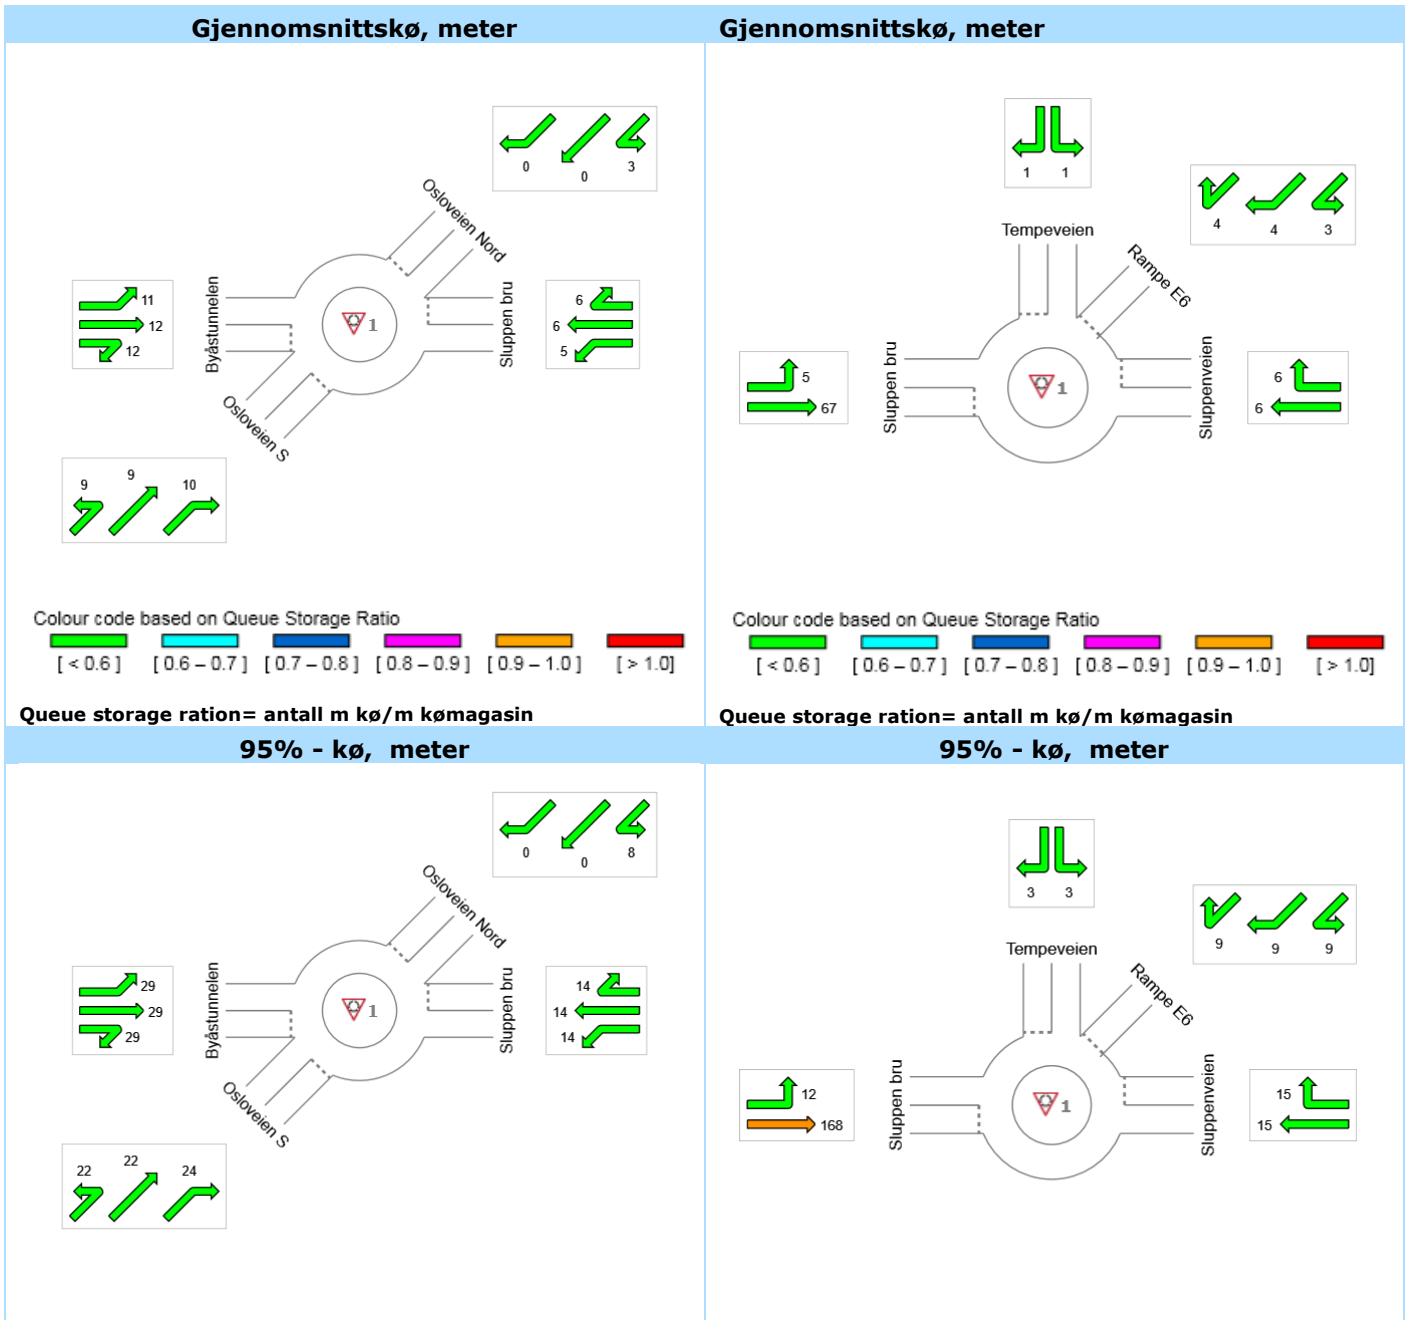 Gjennomsnittskø, meter
0
0
3
Osloveien Nord
11
12
12
Byåstunnelen
1
Sluppen bru
6
6
5
Osloveien S
9
9
10
Colour code based on Queue Storage Ratio
[ < 0.6 ] [ 0.6 – 0.7 ] [ 0.7 – 0.8 ] [ 0.8 – 0.9 ] [ 0.9 – 1.0 ] [ > 1.0]
Queue storage ration= antall m kø/m kømagasin
Gjennomsnittskø, meter
1 1
Tempeveien
4 4 3
Rampe E6
5
67
Sluppen bru
1
Sluppenveien
6
6
Colour code based on Queue Storage Ratio
[ < 0.6 ] [ 0.6 – 0.7 ] [ 0.7 – 0.8 ] [ 0.8 – 0.9 ] [ 0.9 – 1.0 ] [ > 1.0]
Queue storage ration= antall m kø/m kømagasin
95% - kø, meter
0
0
8
Osloveien Nord
29
29
29
Byåstunnelen
1
Sluppen bru
14
14
14
Osloveien S
22
22
24
95% - kø, meter
3 3
Tempeveien
9 9 9
Rampe E6
12
168
Sluppen bru
1
Sluppenveien
15
15